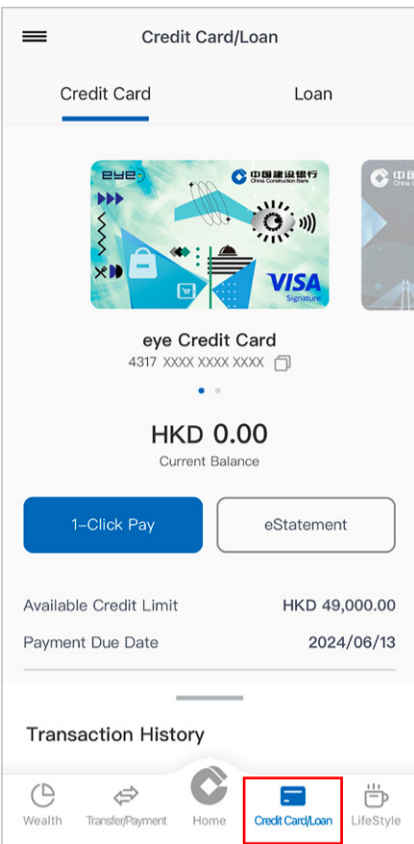 Credit Card/Loan
Credit Card
Loan
eye
中国建设银行
China Construction Bank
VISA
Signature
eye Credit Card
4317 XXXX XXXX XXXX
HKD 0.00
Current Balance
1-Click Pay
eStatement
Available Credit Limit
HKD 49,000.00
Payment Due Date
2024/06/13
Transaction History
Wealth
Transfer/Payment
Home
Credit Card/Loan
LifeStyle